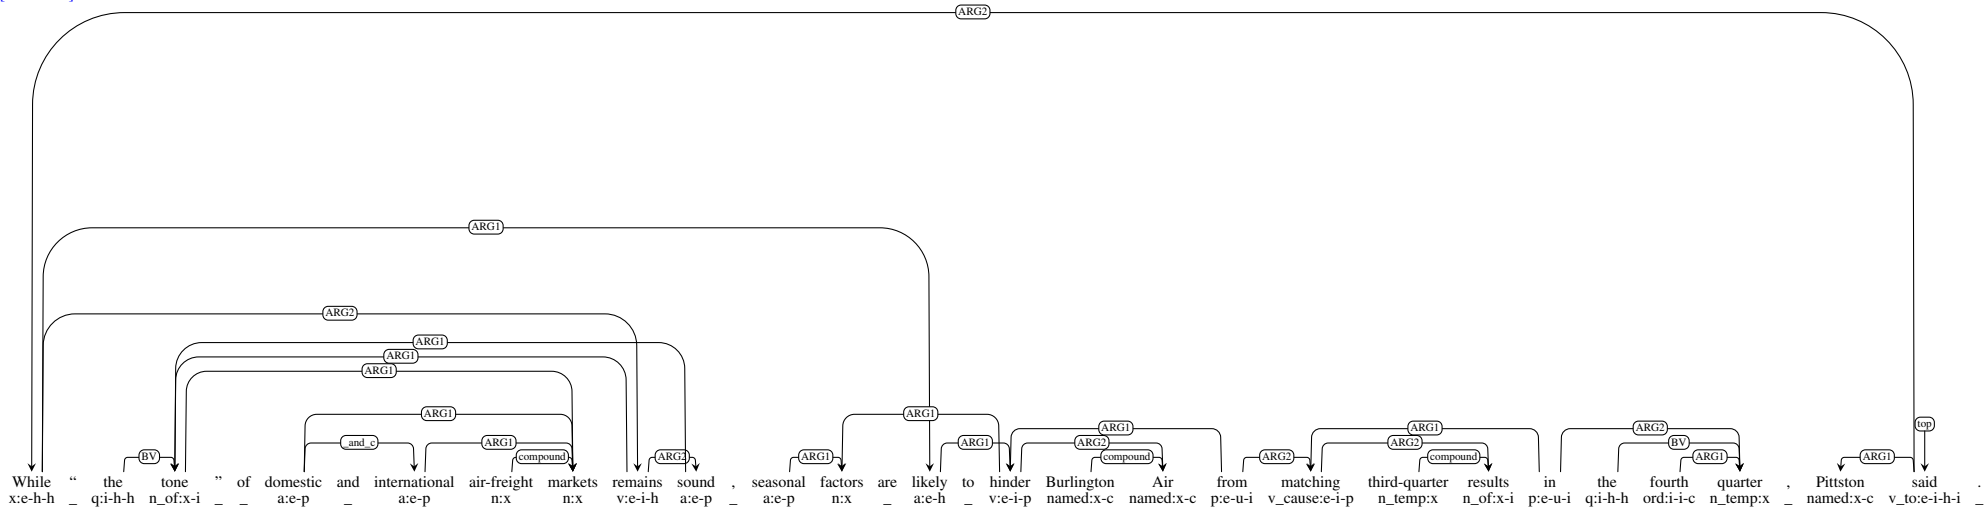 ARG2
ARG1
ARG2
ARG1
ARG1
ARG1
ARG1 ARG1
top
ARG1 ARG1 ARG2
_and_c ARG1 ARG1 ARG2 ARG2 BV
BV compound ARG2 ARG1 compound ARG2 compound ARG1 ARG1
While “ the tone ” of domestic and international air-freight markets remains sound , seasonal factors are likely to hinder Burlington Air from matching third-quarter results in the fourth quarter , Pittston said .
x:e-h-h _ q:i-h-h n_of:x-i _ _ a:e-p _ a:e-p n:x n:x v:e-i-h a:e-p _ a:e-p n:x _ a:e-h _ v:e-i-p named:x-c named:x-c p:e-u-i v_cause:e-i-p n_temp:x n_of:x-i p:e-u-i q:i-h-h ord:i-i-c n_temp:x _ named:x-c v_to:e-i-h-i _